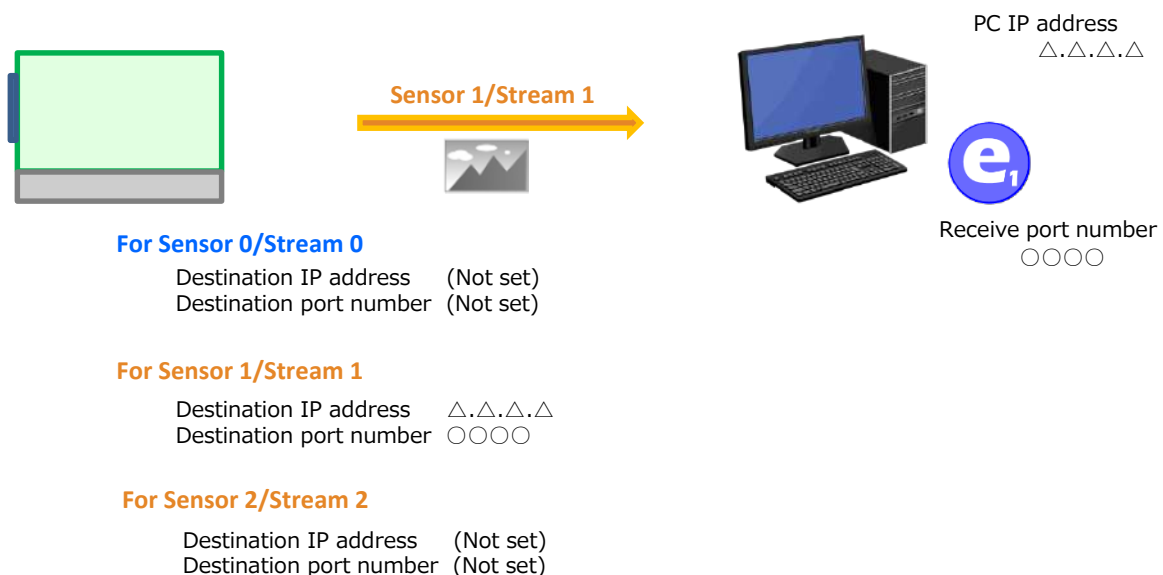 PC IP address
△.△.△.△
Sensor 1/Stream 1
e1
Receive port number
○○○○
For Sensor 0/Stream 0
Destination IP address (Not set)
Destination port number (Not set)
For Sensor 1/Stream 1
Destination IP address △.△.△.△
Destination port number ○○○○
For Sensor 2/Stream 2
Destination IP address (Not set)
Destination port number (Not set)